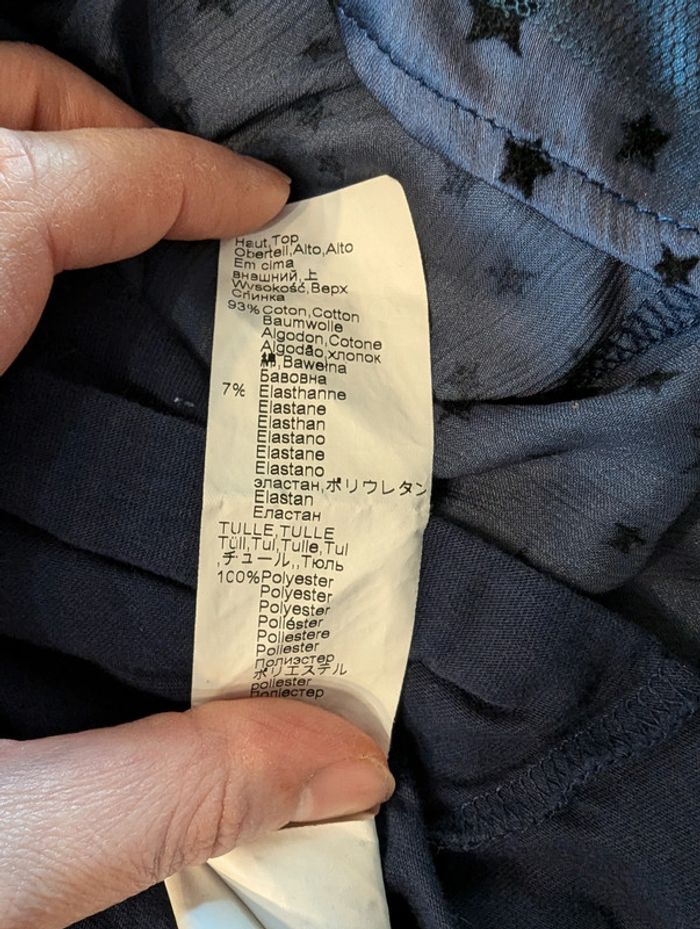 Haut,Top
Oberteil,Alto,Alto
Em cima
внашний,上
Wysokość,Верх
Спинка
93% Coton,Cotton
Baumwolle
Algodon,Cotone
Algodão,хлопок
綿,Bawełna
Бавовна
7% Elasthanne
Elastane
Elasthan
Elastano
Elastane
Elastano
эластан,ポリウレタン
Elastan
Еластан
TULLE,TULLE
Tüll,Tul,Tulle,Tul
,チュール,,Тюль
100%Polyester
Polyester
Polyester
Poliéster
Poliestere
Poliester
Полиэстер
ポリエステル
poliester
Поліестер